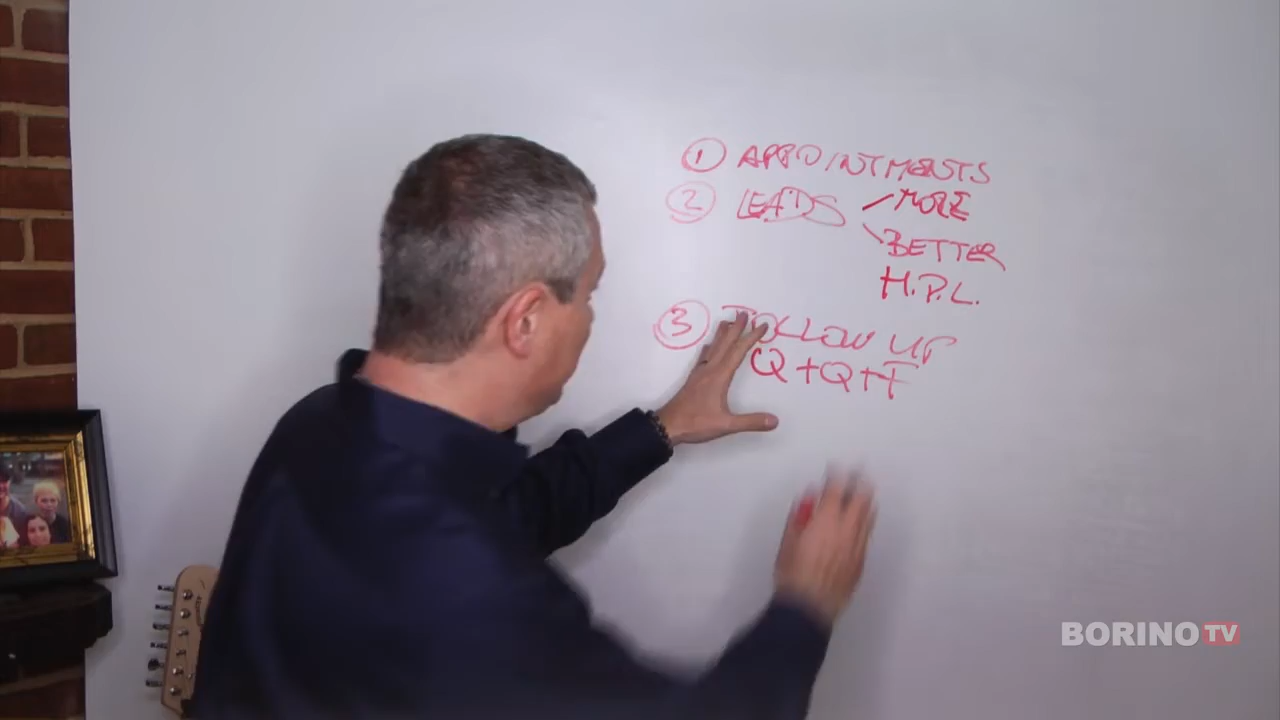 ① APPOINTMENTS
② LEADS - MORE
- BETTER
H.P.L.
③ FOLLOW UP
Q+Q+F
BORINO TV